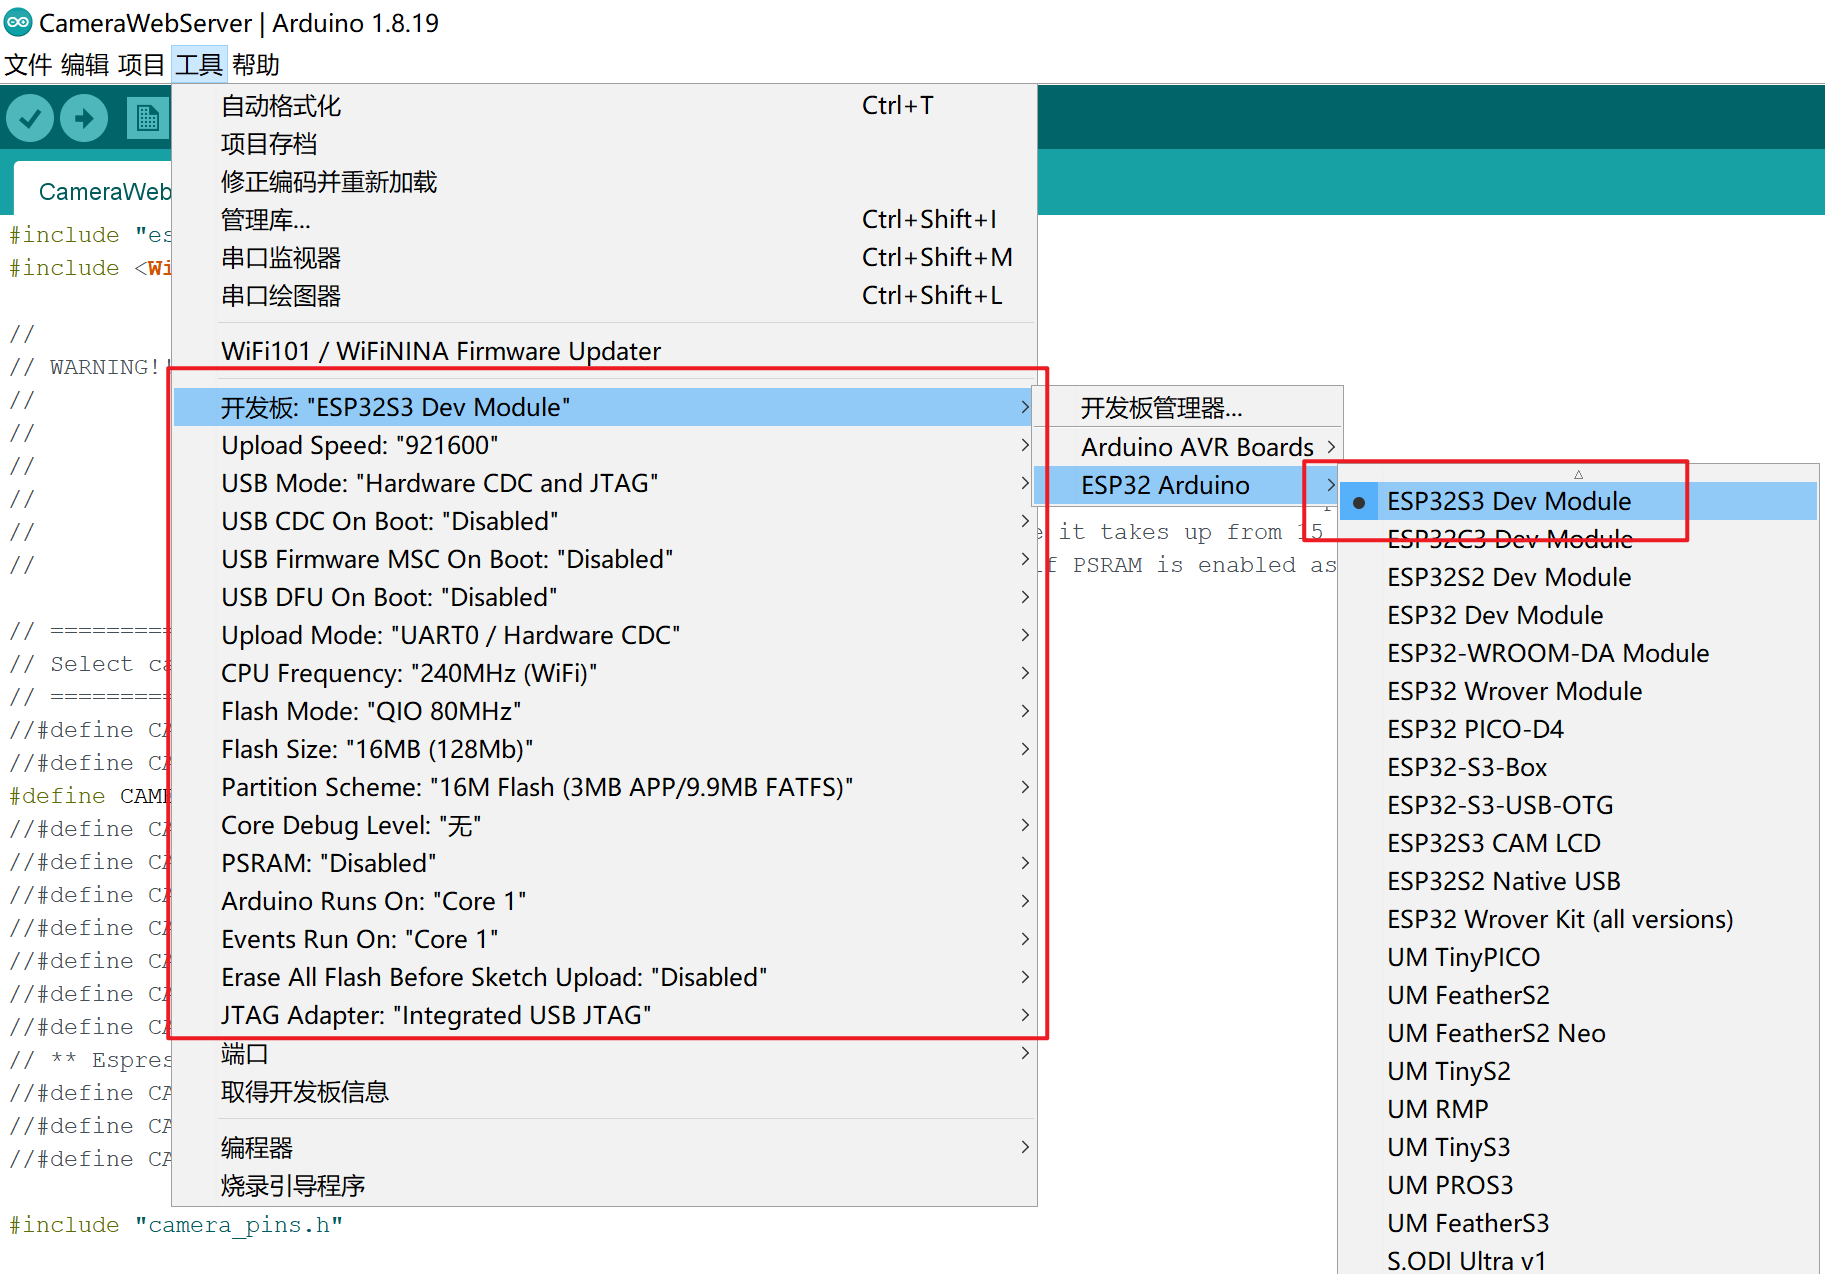 CameraWebServer | Arduino 1.8.19
文件 编辑 项目 工具 帮助
自动格式化 Ctrl+T
项目存档
修正编码并重新加载
管理库... Ctrl+Shift+I
串口监视器 Ctrl+Shift+M
串口绘图器 Ctrl+Shift+L
WiFi101 / WiFiNINA Firmware Updater
开发板: "ESP32S3 Dev Module"
Upload Speed: "921600"
USB Mode: "Hardware CDC and JTAG"
USB CDC On Boot: "Disabled"
USB Firmware MSC On Boot: "Disabled"
USB DFU On Boot: "Disabled"
Upload Mode: "UART0 / Hardware CDC"
CPU Frequency: "240MHz (WiFi)"
Flash Mode: "QIO 80MHz"
Flash Size: "16MB (128Mb)"
Partition Scheme: "16M Flash (3MB APP/9.9MB FATFS)"
Core Debug Level: "无"
PSRAM: "Disabled"
Arduino Runs On: "Core 1"
Events Run On: "Core 1"
Erase All Flash Before Sketch Upload: "Disabled"
JTAG Adapter: "Integrated USB JTAG"
端口
取得开发板信息
编程器
烧录引导程序
开发板管理器...
Arduino AVR Boards
ESP32 Arduino
ESP32S3 Dev Module
ESP32C3 Dev Module
ESP32S2 Dev Module
ESP32 Dev Module
ESP32-WROOM-DA Module
ESP32 Wrover Module
ESP32 PICO-D4
ESP32-S3-Box
ESP32-S3-USB-OTG
ESP32S3 CAM LCD
ESP32S2 Native USB
ESP32 Wrover Kit (all versions)
UM TinyPICO
UM FeatherS2
UM FeatherS2 Neo
UM TinyS2
UM RMP
UM TinyS3
UM PROS3
UM FeatherS3
S.ODI Ultra v1
CameraWeb
#include "es
#include <Wi
//
// WARNING!!
//
//
//
//
// it takes up from 15
// PSRAM is enabled as
// =========
// Select ca
// =========
//#define CA
//#define CA
#define CAME
//#define CA
//#define CA
//#define CA
//#define CA
//#define CA
//#define CA
//#define CA
// ** Espres
//#define CA
//#define CA
//#define CA
#include "camera_pins.h"